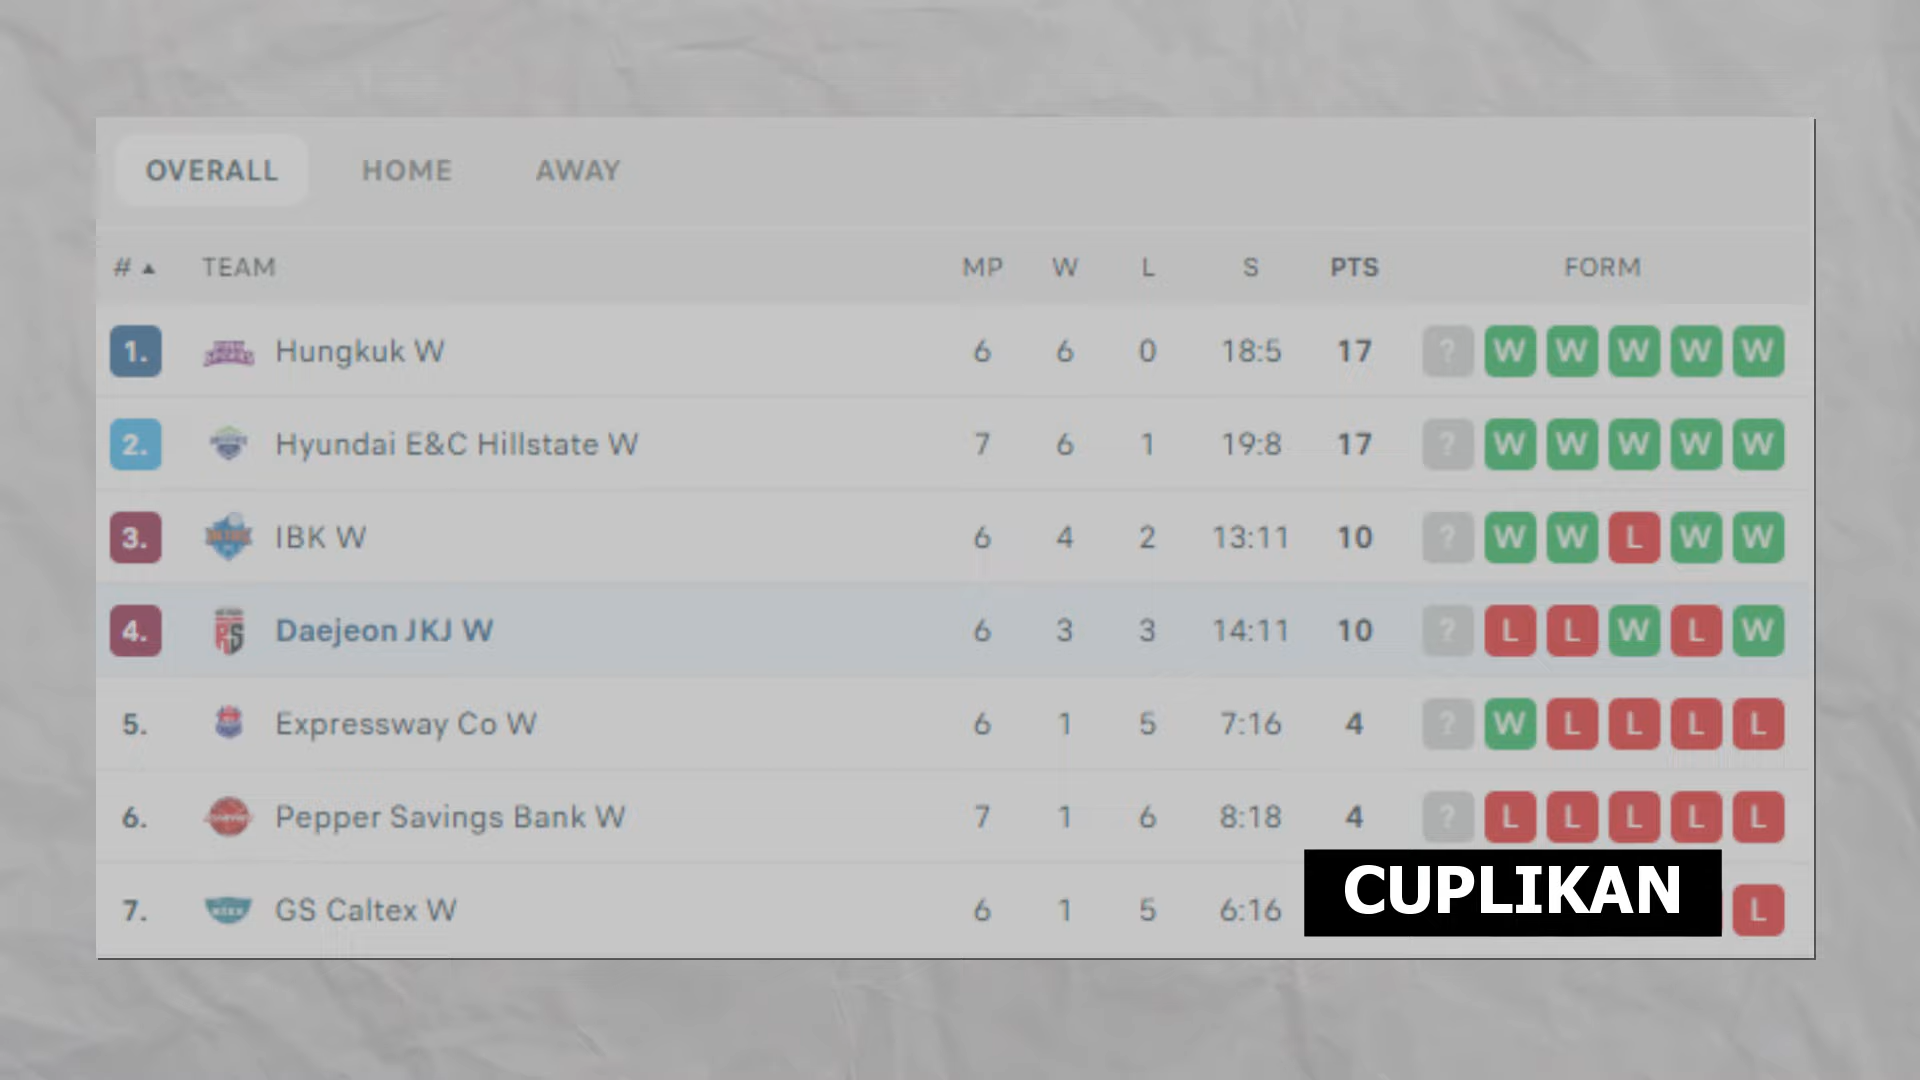 OVERALL HOME AWAY
# ▲ TEAM MP W L S PTS FORM
1. Hungkuk W 6 6 0 18:5 17 ? W W W W W
2. Hyundai E&C Hillstate W 7 6 1 19:8 17 ? W W W W W
3. IBK W 6 4 2 13:11 10 ? W W L W W
4. Daejeon JKJ W 6 3 3 14:11 10 ? L L W L W
5. Expressway Co W 6 1 5 7:16 4 ? W L L L L
6. Pepper Savings Bank W 7 1 6 8:18 4 ? L L L L L
7. GS Caltex W 6 1 5 6:16 L
CUPLIKAN